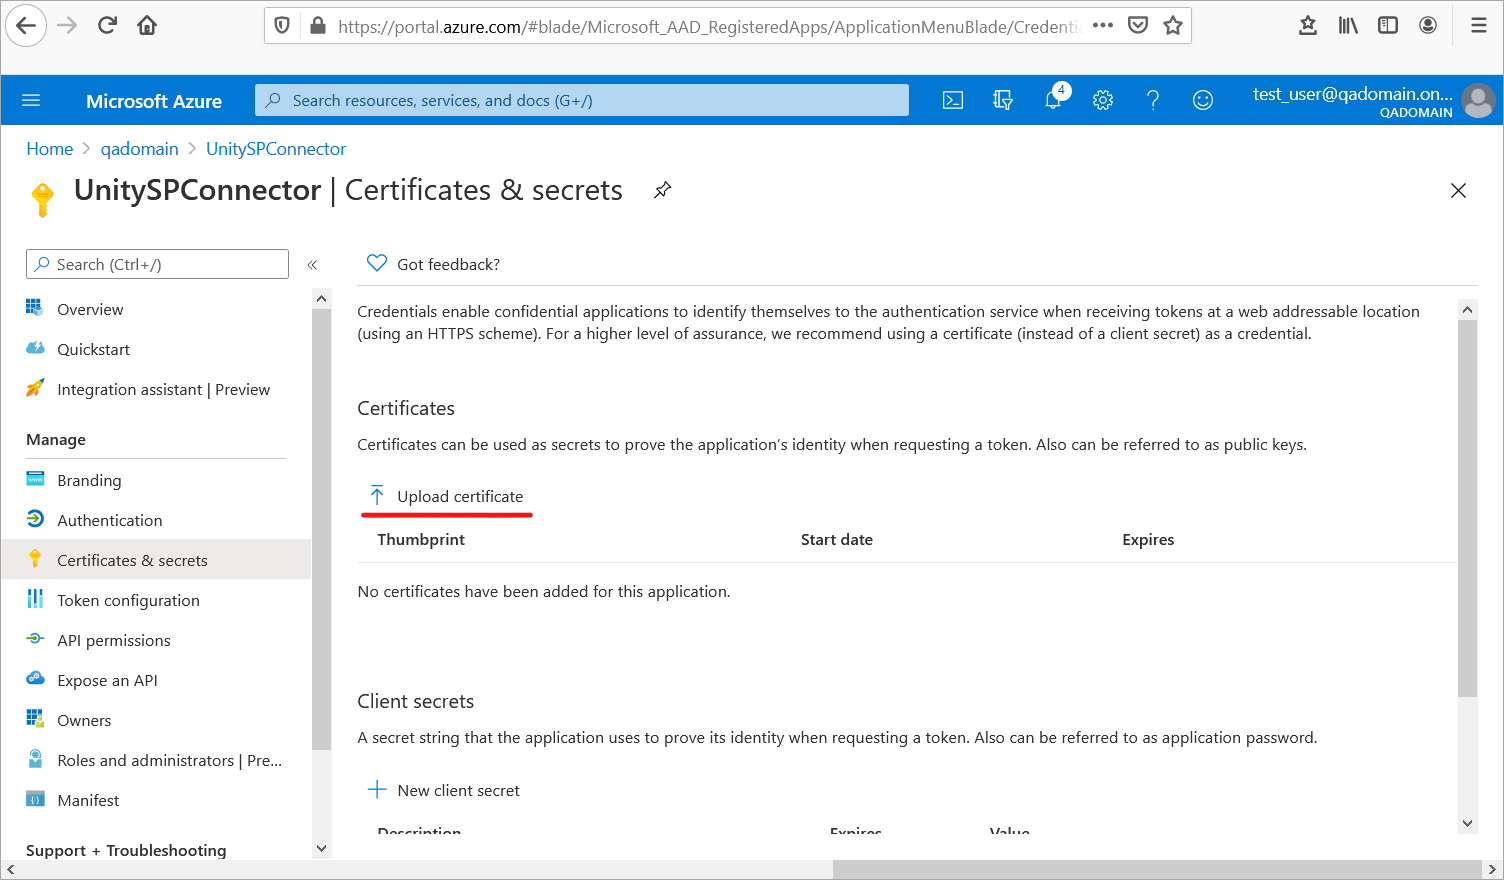 https://portal.azure.com/#blade/Microsoft_AAD_RegisteredApps/ApplicationMenuBlade/Credenti
Microsoft Azure
Search resources, services, and docs (G+/)
4
test_user@qadomain.on...
QADOMAIN
Home > qadomain > UnitySPConnector
UnitySPConnector | Certificates & secrets
Search (Ctrl+/)
«
Overview
Quickstart
Integration assistant | Preview
Manage
Branding
Authentication
Certificates & secrets
Token configuration
API permissions
Expose an API
Owners
Roles and administrators | Pre...
Manifest
Support + Troubleshooting
Got feedback?
Credentials enable confidential applications to identify themselves to the authentication service when receiving tokens at a web addressable location
(using an HTTPS scheme). For a higher level of assurance, we recommend using a certificate (instead of a client secret) as a credential.
Certificates
Certificates can be used as secrets to prove the application’s identity when requesting a token. Also can be referred to as public keys.
Upload certificate
Thumbprint Start date Expires
No certificates have been added for this application.
Client secrets
A secret string that the application uses to prove its identity when requesting a token. Also can be referred to as application password.
New client secret
Description Expires Value